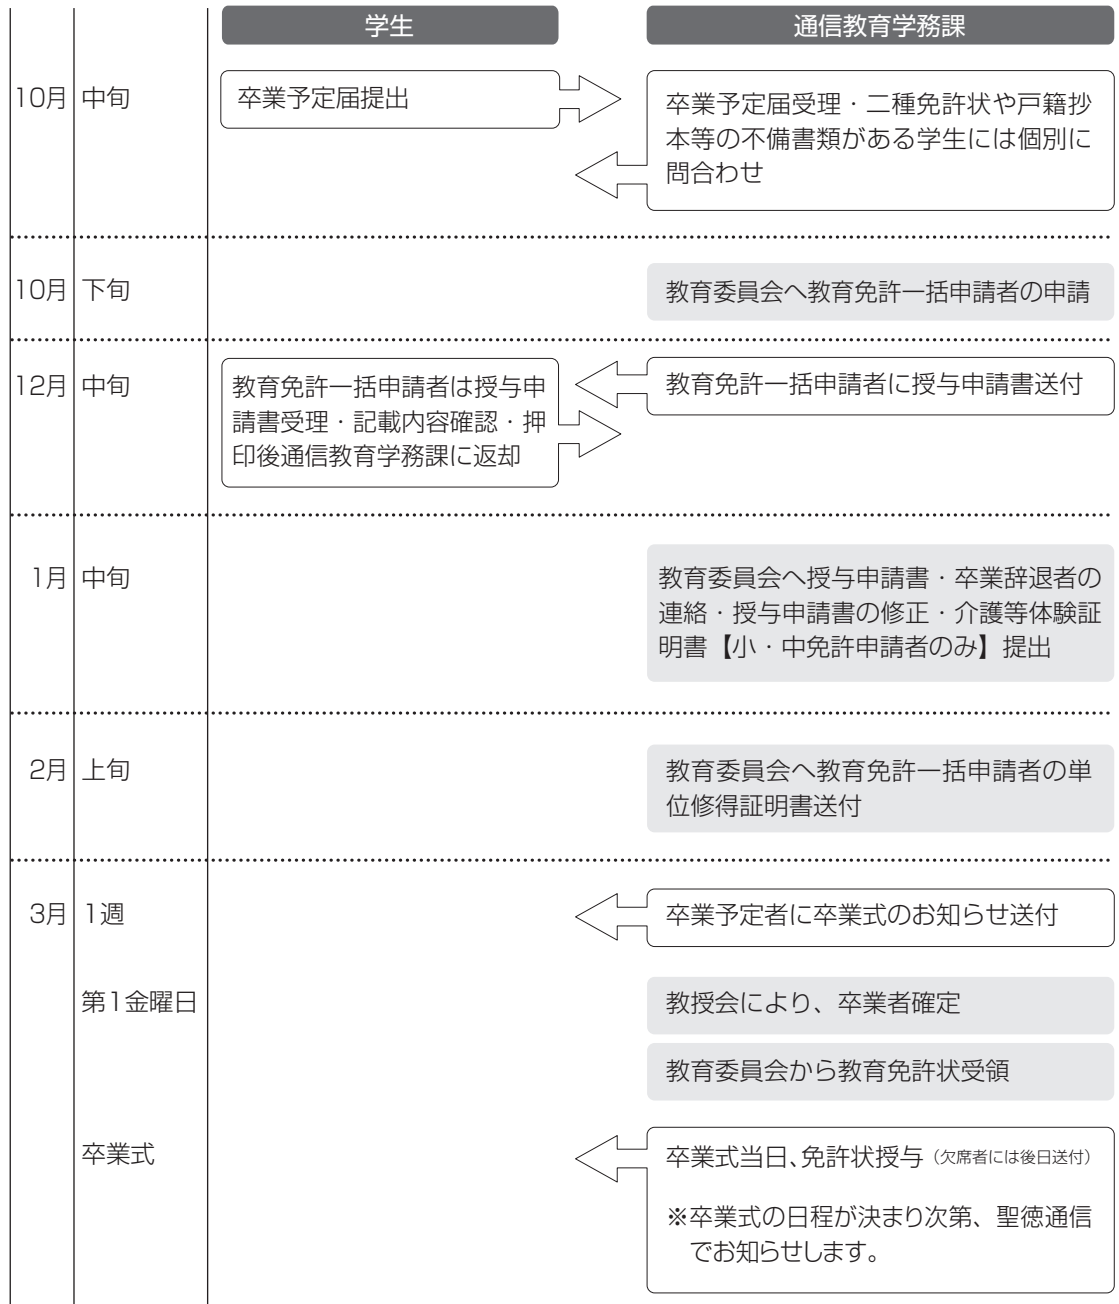 学生
通信教育学務課
10月 中旬
卒業予定届提出
卒業予定届受理・二種免許状や戸籍抄
本等の不備書類がある学生には個別に
問合わせ
10月 下旬
教育委員会へ教育免許一括申請者の申請
12月 中旬
教育免許一括申請者は授与申
請書受理・記載内容確認・押
印後通信教育学務課に返却
教育免許一括申請者に授与申請書送付
1月 中旬
教育委員会へ授与申請書・卒業辞退者の
連絡・授与申請書の修正・介護等体験証
明書【小・中免許申請者のみ】提出
2月 上旬
教育委員会へ教育免許一括申請者の単
位修得証明書送付
3月 1週
卒業予定者に卒業式のお知らせ送付
第1金曜日
教授会により、卒業者確定
教育委員会から教育免許状受領
卒業式
卒業式当日、免許状授与（欠席者には後日送付）
※卒業式の日程が決まり次第、聖徳通信
でお知らせします。